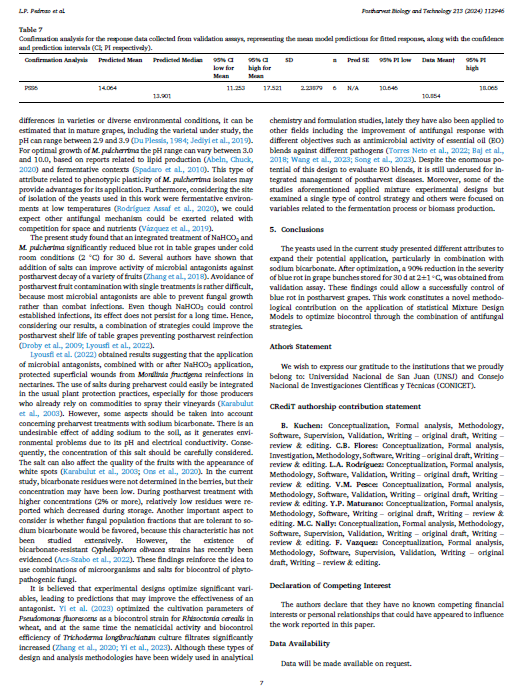 L.P. Pedroso et al.
Postharvest Biology and Technology 213 (2024) 112946
Table 7
Confirmation analysis for the response data collected from validation assays, representing the mean model predictions for fitted response, along with the confidence
and prediction intervals (CI; PI respectively).
Confirmation Analysis Predicted Mean Predicted Median 95% CI low for Mean 95% CI high for Mean SD n Pred SE 95% PI low Data Mean† 95% PI high
PSS6 14.064 11.253 17.521 2.23879 6 N/A 10.646 18.065
13.901 10.854
differences in varieties or diverse environmental conditions, it can be
estimated that in mature grapes, including the varietal under study, the
pH can range between 2.9 and 3.9 (Du Plessis, 1984; Jediyi et al., 2019).
For optimal growth of M. pulcherrima the pH range can vary between 3.0
and 10.0, based on reports related to lipid production (Abeln, Chuck,
2020) and fermentative contexts (Spadaro et al., 2010). This type of
attribute related to phenotypic plasticity of M. pulcherrima isolates may
provide advantages for its application. Furthermore, considering the site
of isolation of the yeasts used in this work were fermentative environ-
ments at low temperatures (Rodríguez Assaf et al., 2020), we could
expect other antifungal mechanism could be exerted related with
competition for space and nutrients (Vázquez et al., 2019).
The present study found that an integrated treatment of NaHCO3 and
M. pulcherrima significantly reduced blue rot in table grapes under cold
room conditions (2 °C) for 30 d. Several authors have shown that
addition of salts can improve activity of microbial antagonists against
postharvest decay of a variety of fruits (Zhang et al., 2018). Avoidance of
postharvest fruit contamination with single treatments is rather difficult,
because most microbial antagonists are able to prevent fungal growth
rather than combat infections. Even though NaHCO3 could control
established infections, its effect does not persist for a long time. Hence,
considering our results, a combination of strategies could improve the
postharvest shelf life of table grapes preventing postharvest reinfection
(Droby et al., 2009; Lyousfi et al., 2022).
Lyousfi et al. (2022) obtained results suggesting that the application
of microbial antagonists, combined with or after NaHCO3 application,
protected superficial wounds from Monilinia fructigena reinfections in
nectarines. The use of salts during preharvest could easily be integrated
in the usual plant protection practices, especially for those producers
who already rely on commodities to spray their vineyards (Karabulut
et al., 2003). However, some aspects should be taken into account
concerning preharvest treatments with sodium bicarbonate. There is an
undesirable effect of adding sodium to the soil, as it generates envi-
ronmental problems due to its pH and electrical conductivity. Conse-
quently, the concentration of this salt should be carefully considered.
The salt can also affect the quality of the fruits with the appearance of
white spots (Karabulut et al., 2003; Ons et al., 2020). In the current
study, bicarbonate residues were not determined in the berries, but their
concentration may have been low. During postharvest treatment with
higher concentrations (2% or more), relatively low residues were re-
ported which decreased during storage. Another important aspect to
consider is whether fungal population fractions that are tolerant to so-
dium bicarbonate would be favored, because this characteristic has not
been studied extensively. However, the existence of
bicarbonate-resistant Cyphellophora olivacea strains has recently been
evidenced (Acs-Szabo et al., 2022). These findings reinforce the idea to
use combinations of microorganisms and salts for biocontrol of phyto-
pathogenic fungi.
It is believed that experimental designs optimize significant vari-
ables, leading to predictions that may improve the effectiveness of an
antagonist. Yi et al. (2023) optimized the cultivation parameters of
Pseudomonas fluorescens as a biocontrol strain for Rhizoctonia cerealis in
wheat, and at the same time the nematicidal activity and biocontrol
efficiency of Trichoderma longibrachiatum culture filtrates significantly
increased (Zhang et al., 2020; Yi et al., 2023). Although these types of
design and analysis methodologies have been widely used in analytical
chemistry and formulation studies, lately they have also been applied to
other fields including the improvement of antifungal response with
different objectives such as antimicrobial activity of essential oil (EO)
blends against different pathogens (Torres Neto et al., 2022; Baj et al.,
2018; Wang et al., 2023; Song et al., 2023). Despite the enormous po-
tential of this design to evaluate EO blends, it is still underused for in-
tegrated management of postharvest diseases. Moreover, some of the
studies aforementioned applied mixture experimental designs but
examined a single type of control strategy and others were focused on
variables related to the fermentation process or biomass production.
5. Conclusions
The yeasts used in the current study presented different attributes to
expand their potential application, particularly in combination with
sodium bicarbonate. After optimization, a 90% reduction in the severity
of blue rot in grape bunches stored for 30 d at 2±1 °C, was obtained from
validation assay. These findings could allow a successfully control of
blue rot in postharvest grapes. This work constitutes a novel methodo-
logical contribution on the application of statistical Mixture Design
Models to optimize biocontrol through the combination of antifungal
strategies.
Athors Statement
We wish to express our gratitude to the institutions that we proudly
belong to: Universidad Nacional de San Juan (UNSJ) and Consejo
Nacional de Investigaciones Científicas y Técnicas (CONICET).
CRediT authorship contribution statement
B. Kuchen: Conceptualization, Formal analysis, Methodology,
Software, Supervision, Validation, Writing – original draft, Writing –
review & editing. C.B. Flores: Conceptualization, Formal analysis,
Investigation, Methodology, Software, Writing – original draft, Writing –
review & editing. L.A. Rodríguez: Conceptualization, Formal analysis,
Methodology, Software, Validation, Writing – original draft, Writing –
review & editing. V.M. Pesce: Conceptualization, Formal analysis,
Methodology, Software, Validation, Writing – original draft, Writing –
review & editing. Y.P. Maturano: Conceptualization, Formal analysis,
Methodology, Software, Writing – original draft, Writing – review &
editing. M.C. Nally: Conceptualization, Formal analysis, Methodology,
Software, Supervision, Validation, Writing – original draft, Writing –
review & editing. F. Vazquez: Conceptualization, Formal analysis,
Methodology, Software, Supervision, Validation, Writing – original
draft, Writing – review & editing.
Declaration of Competing Interest
The authors declare that they have no known competing financial
interests or personal relationships that could have appeared to influence
the work reported in this paper.
Data Availability
Data will be made available on request.
7